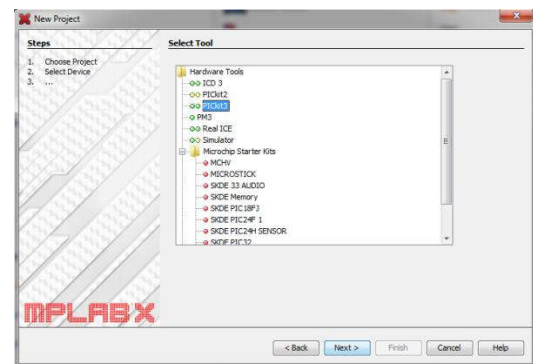 New Project
Steps
1. Choose Project
2. Select Device
3. ...
Select Tool
Hardware Tools
ICD 3
PICkit2
PICkit3
PM3
Real ICE
Simulator
Microchip Starter Kits
MCHV
MICROSTICK
SKDE 33 AUDIO
SKDE Memory
SKDE PIC18FJ
SKDE PIC24F 1
SKDE PIC24H SENSOR
SKDE PIC32
MPLAB X
< Back
Next >
Finish
Cancel
Help